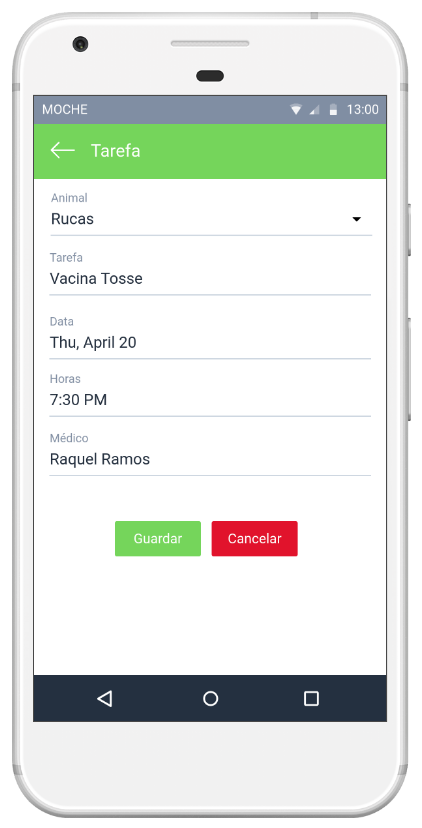 MOCHE 13:00
Tarefa
Animal
Rucas
Tarefa
Vacina Tosse
Data
Thu, April 20
Horas
7:30 PM
Médico
Raquel Ramos
Guardar Cancelar